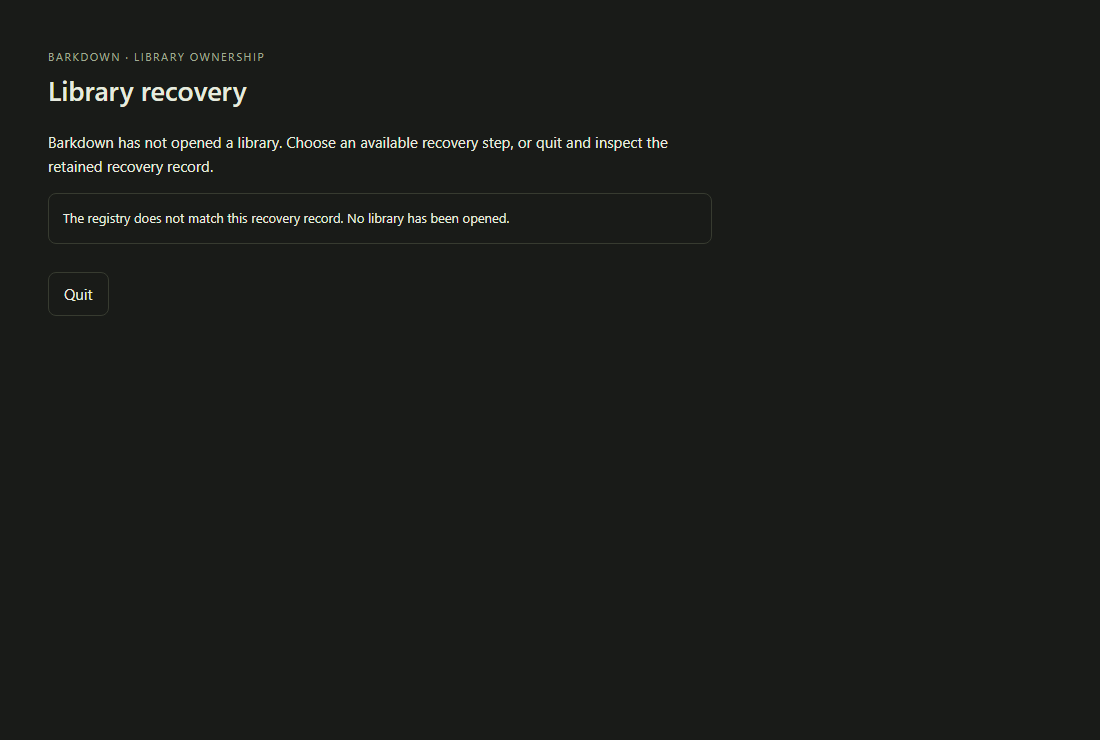 BARKDOWN · LIBRARY OWNERSHIP
Library recovery
Barkdown has not opened a library. Choose an available recovery step, or quit and inspect the
retained recovery record.
The registry does not match this recovery record. No library has been opened.
Quit